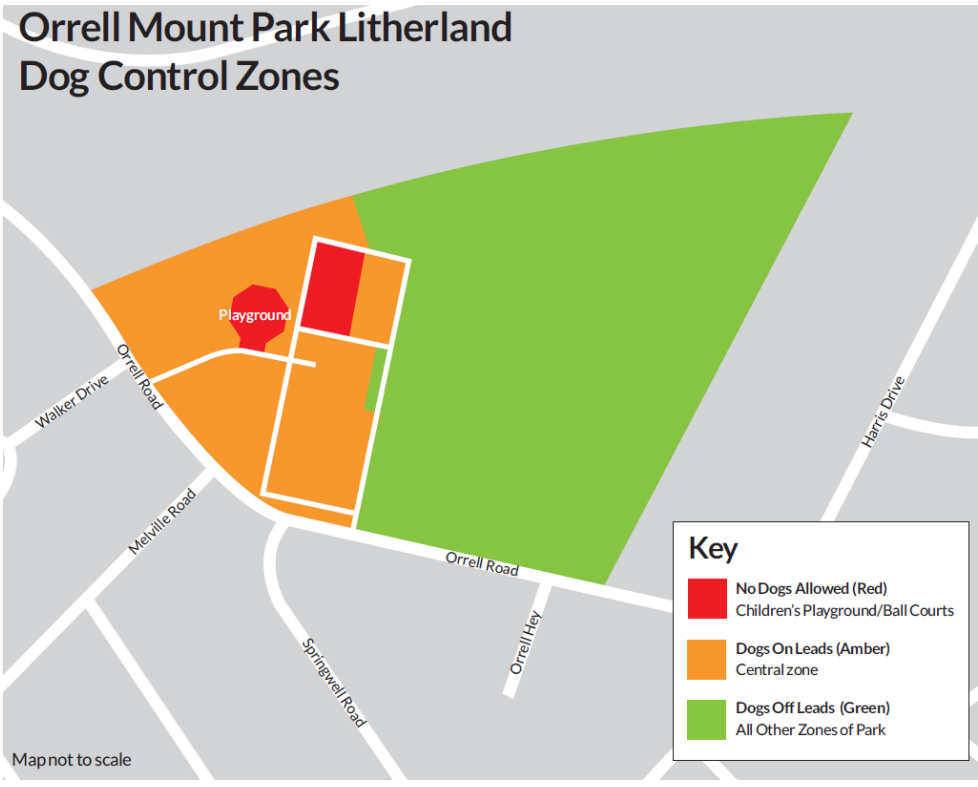 Orrell Mount Park Litherland
Dog Control Zones
Playground
Orrell Road
Walker Drive
Harris Drive
Melville Road
Orrell Road
Orrell Hey
Springwell Road
Key
No Dogs Allowed (Red)
Children's Playground/Ball Courts
Dogs On Leads (Amber)
Central zone
Dogs Off Leads (Green)
All Other Zones of Park
Map not to scale